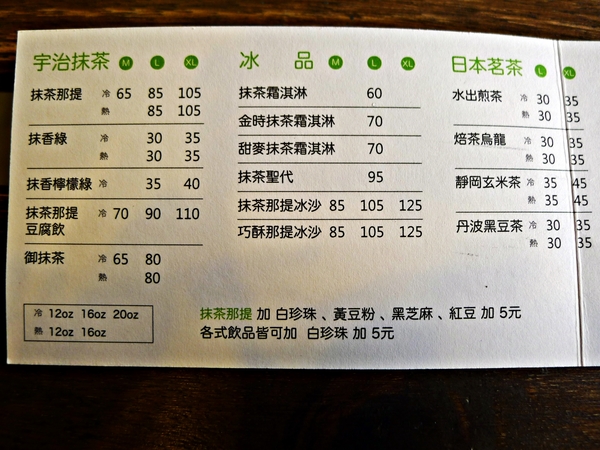 宇治抹茶 M L XL
抹茶那提 冷 65 85 105
熱 85 105
抹香綠 冷 30 35
熱 30 35
抹香檸檬綠 冷 35 40
抹茶那提 冷 70 90 110
豆腐飲
御抹茶 冷 65 80
熱 80
冷 12oz 16oz 20oz
熱 12oz 16oz
冰 品 M L XL
抹茶霜淇淋 60
金時抹茶霜淇淋 70
甜麥抹茶霜淇淋 70
抹茶聖代 95
抹茶那提冰沙 85 105 125
巧酥那提冰沙 85 105 125
抹茶那提 加 白珍珠、黃豆粉、黑芝麻、紅豆 加 5元
各式飲品皆可加 白珍珠 加 5元
日本茗茶 L XL
水出煎茶 冷 30 35
熱 30 35
焙茶烏龍 冷 30 35
熱 30 35
靜岡玄米茶 冷 35 45
熱 35 45
丹波黑豆茶 冷 30 35
熱 30 35